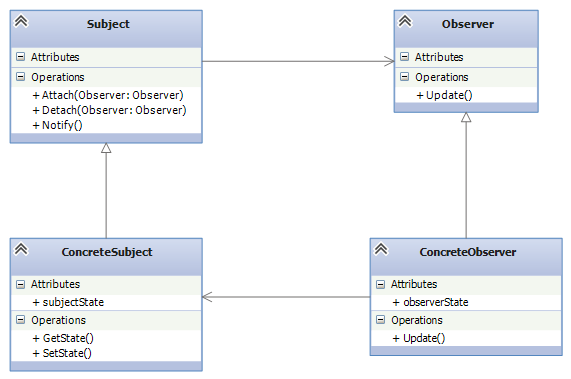 Subject
Attributes
Operations
+ Attach(Observer: Observer)
+ Detach(Observer: Observer)
+ Notify()
Observer
Attributes
Operations
+ Update()
ConcreteSubject
Attributes
+ subjectState
Operations
+ GetState()
+ SetState()
ConcreteObserver
Attributes
+ observerState
Operations
+ Update()